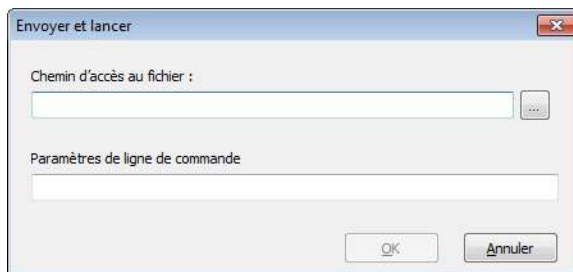 Envoyer et lancer
Chemin d'accès au fichier :
...
Paramètres de ligne de commande
OK Annuler